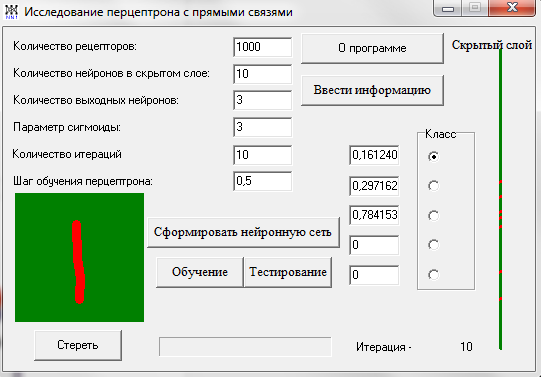 Исследование перцептрона с прямыми связями
Количество рецепторов: 1000
О программе
Скрытый слой
Количество нейронов в скрытом слое: 10
Ввести информацию
Количество выходных нейронов: 3
Параметр сигмоиды: 3
Класс
Количество итераций 10
0,161240
Шаг обучения перцептрона: 0,5
0,297162
0,784153
Сформировать нейронную сеть
0
Обучение
Тестирование
0
Стереть
Итерация - 10